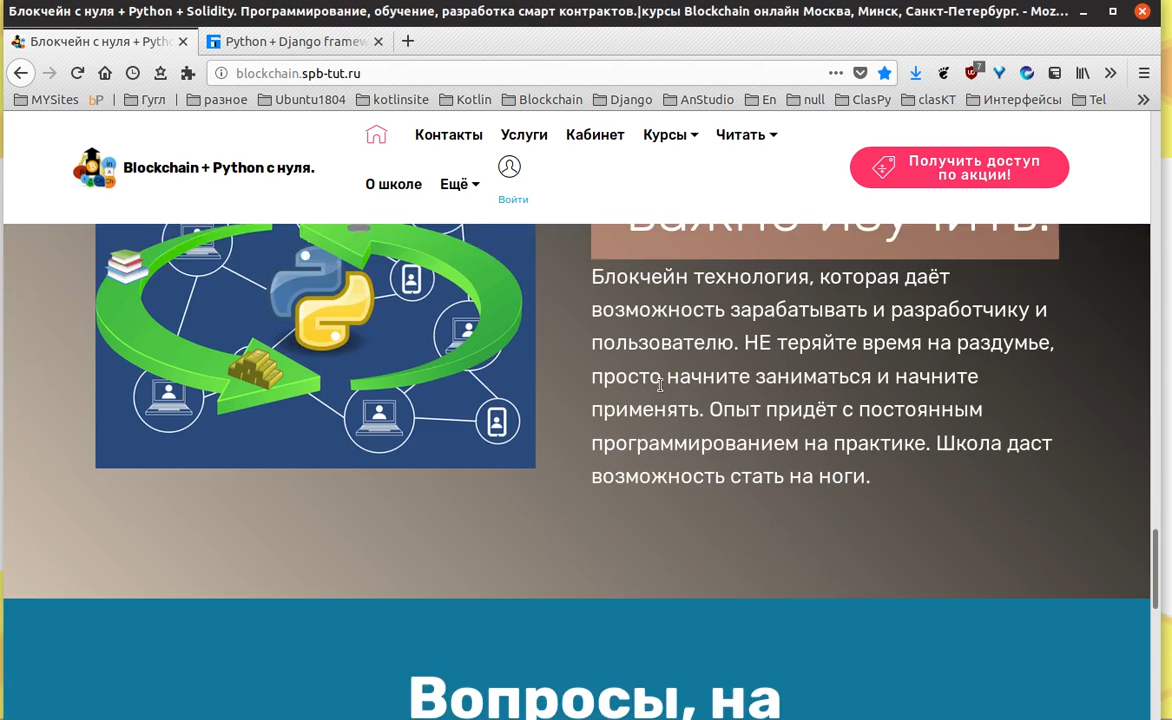 Блокчейн с нуля + Python + Solidity. Программирование, обучение, разработка смарт контрактов.|курсы Blockchain онлайн Москва, Минск, Санкт-Петербург. - Moz...
Блокчейн с нуля + Pyth
Python + Django framew
blockchain.spb-tut.ru
7
MYSites
bP
Гугл
разное
Ubuntu1804
kotlinsite
Kotlin
Blockchain
Django
AnStudio
En
null
ClasPy
clasKT
Интерфейсы
Tel
Контакты
Услуги
Кабинет
Курсы
Читать
Blockchain + Python с нуля.
Получить доступ
по акции!
О школе
Ещё
Войти
важно изучить.
Блокчейн технология, которая даёт
возможность зарабатывать и разработчику и
пользователю. НЕ теряйте время на раздумье,
просто начните заниматься и начните
применять. Опыт придёт с постоянным
программированием на практике. Школа даст
возможность стать на ноги.
Вопросы, на